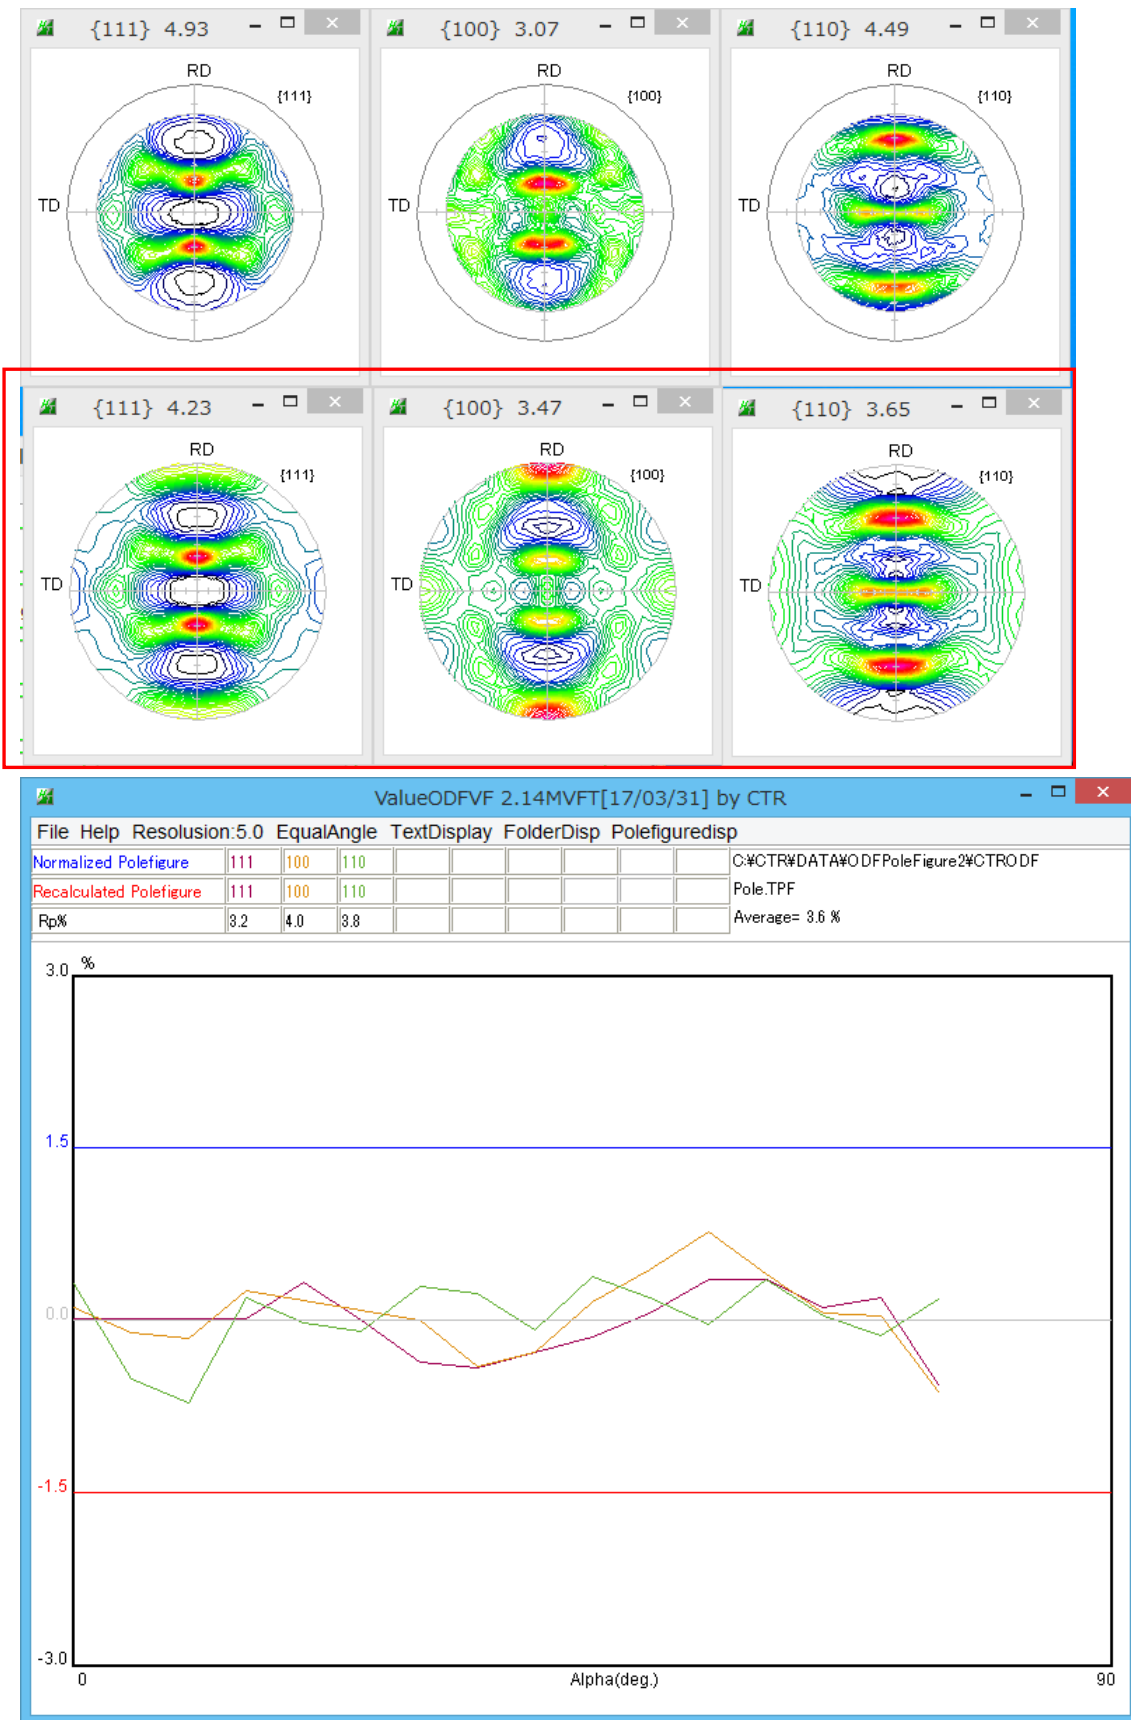 {111} 4.93
{100} 3.07
{110} 4.49
RD
{111}
TD
RD
{100}
TD
RD
{110}
TD
{111} 4.23
{100} 3.47
{110} 3.65
RD
{111}
TD
RD
{100}
TD
RD
{110}
TD
ValueODFVF 2.14MVFT[17/03/31] by CTR
File Help Resolusion:5.0 EqualAngle TextDisplay FolderDisp Polefiguredisp
Normalized Polefigure 111 100 110
Recalculated Polefigure 111 100 110
Rp% 3.2 4.0 3.8
C:¥CTR¥DATA¥ODFPoleFigure2¥CTRODF
Pole.TPF
Average= 3.6 %
3.0 %
1.5
0.0
-1.5
-3.0
0 Alpha(deg.) 90